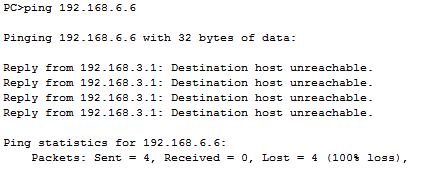 PC>ping 192.168.6.6
Pinging 192.168.6.6 with 32 bytes of data:
Reply from 192.168.3.1: Destination host unreachable.
Reply from 192.168.3.1: Destination host unreachable.
Reply from 192.168.3.1: Destination host unreachable.
Reply from 192.168.3.1: Destination host unreachable.
Ping statistics for 192.168.6.6:
Packets: Sent = 4, Received = 0, Lost = 4 (100% loss),